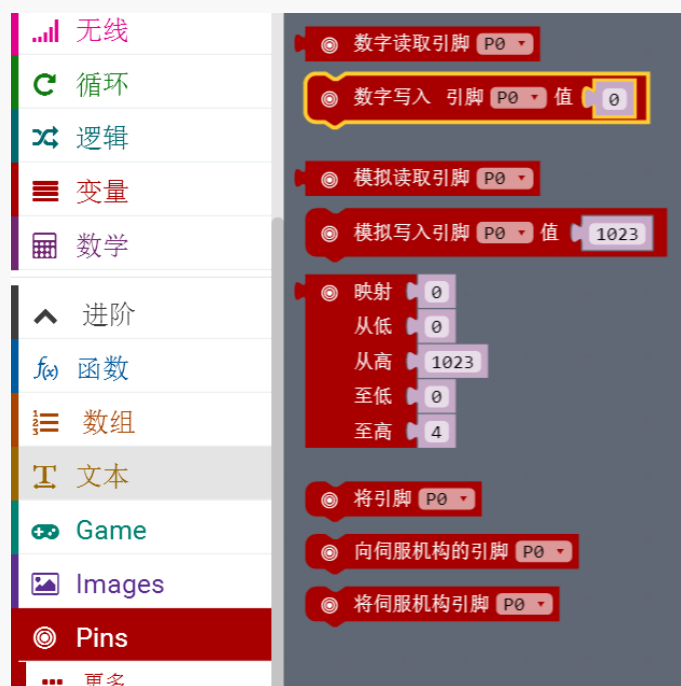 无线
循环
逻辑
变量
数学
进阶
f(x) 函数
数组
T 文本
Game
Images
Pins
更多
数字读取引脚 P0
数字写入 引脚 P0 值 0
模拟读取引脚 P0
模拟写入引脚 P0 值 1023
映射 0
从低 0
从高 1023
至低 0
至高 4
将引脚 P0
向伺服机构的引脚 P0
将伺服机构引脚 P0